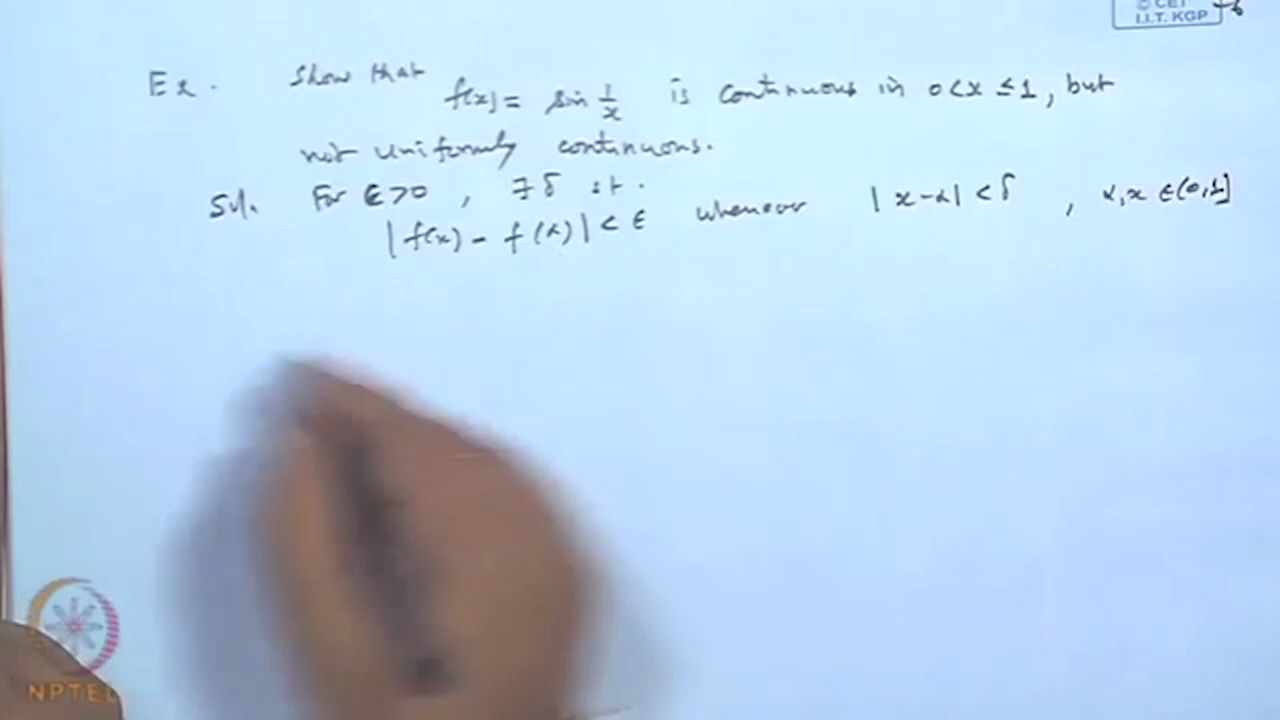 © CET
I.I.T. KGP
Ex. Show that f(x) = sin 1/x is continuous in 0<x≤1, but
not uniformly continuous.
Sol. For ϵ>0, ∃ δ st.
|f(x) - f(α)| < ϵ whenever |x-α| < δ, α,x ∈(0,1]
NPTEL